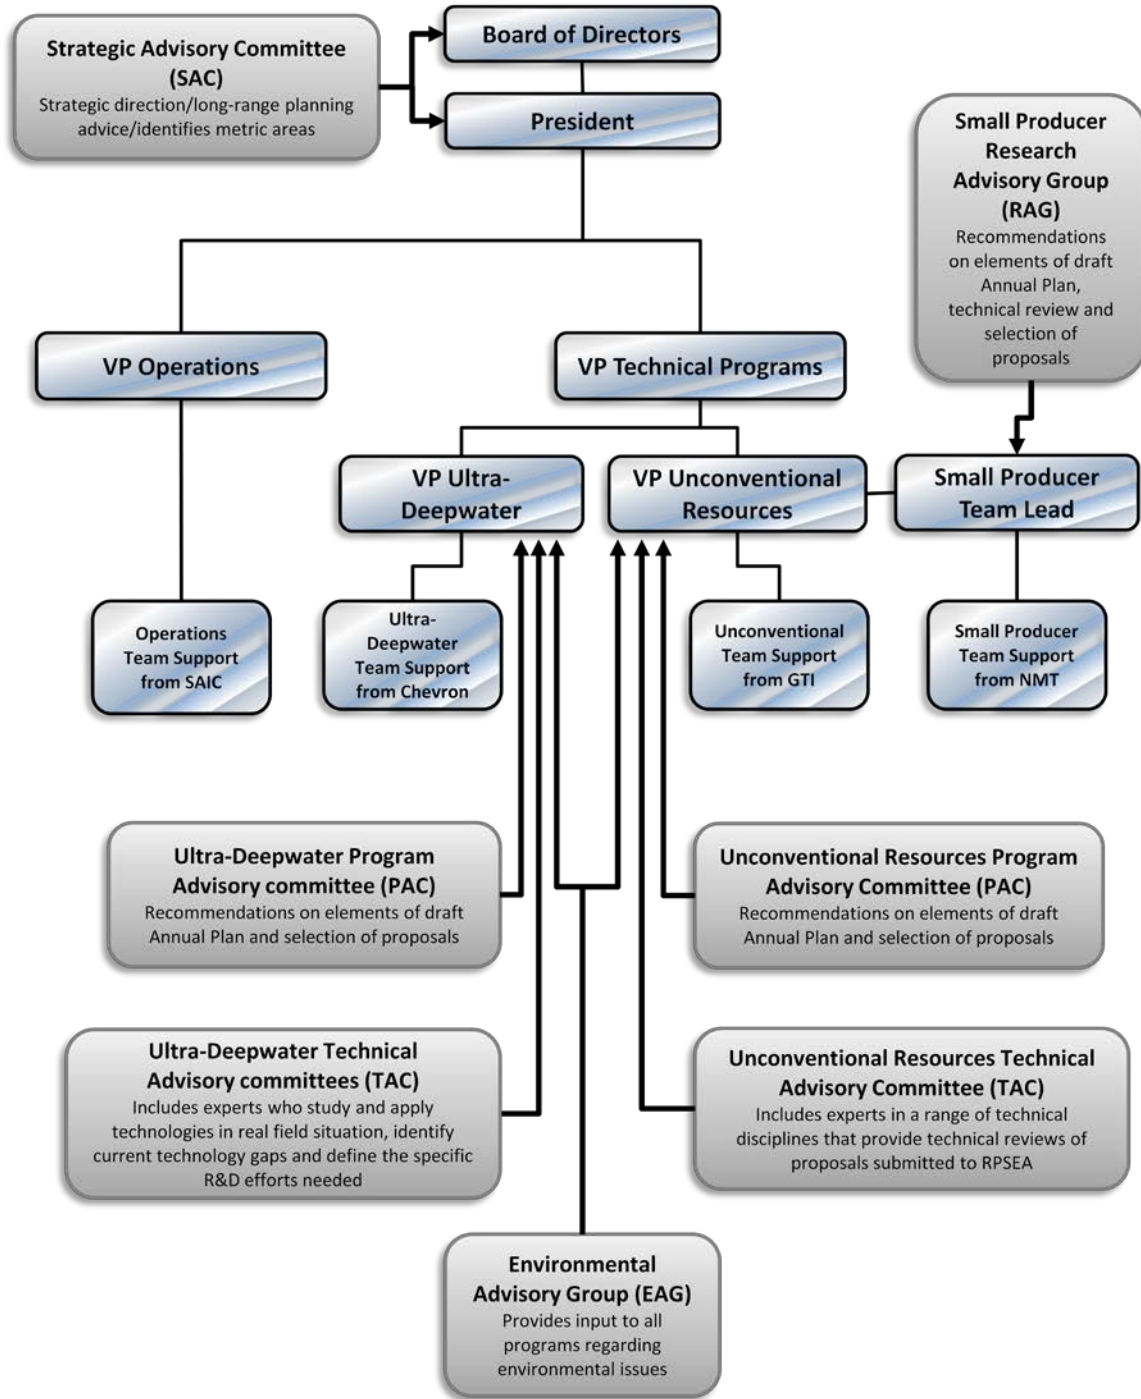 Strategic Advisory Committee
(SAC)
Strategic direction/long-range planning
advice/identifies metric areas
Board of Directors
President
Small Producer
Research
Advisory Group
(RAG)
Recommendations
on elements of draft
Annual Plan,
technical review and
selection of
proposals
VP Operations
VP Technical Programs
VP Ultra-
Deepwater
VP Unconventional
Resources
Small Producer
Team Lead
Operations
Team Support
from SAIC
Ultra-
Deepwater
Team Support
from Chevron
Unconventional
Team Support
from GTI
Small Producer
Team Support
from NMT
Ultra-Deepwater Program
Advisory committee (PAC)
Recommendations on elements of draft
Annual Plan and selection of proposals
Unconventional Resources Program
Advisory Committee (PAC)
Recommendations on elements of draft
Annual Plan and selection of proposals
Ultra-Deepwater Technical
Advisory committees (TAC)
Includes experts who study and apply
technologies in real field situation, identify
current technology gaps and define the specific
R&D efforts needed
Unconventional Resources Technical
Advisory Committee (TAC)
Includes experts in a range of technical
disciplines that provide technical reviews of
proposals submitted to RPSEA
Environmental
Advisory Group (EAG)
Provides input to all
programs regarding
environmental issues